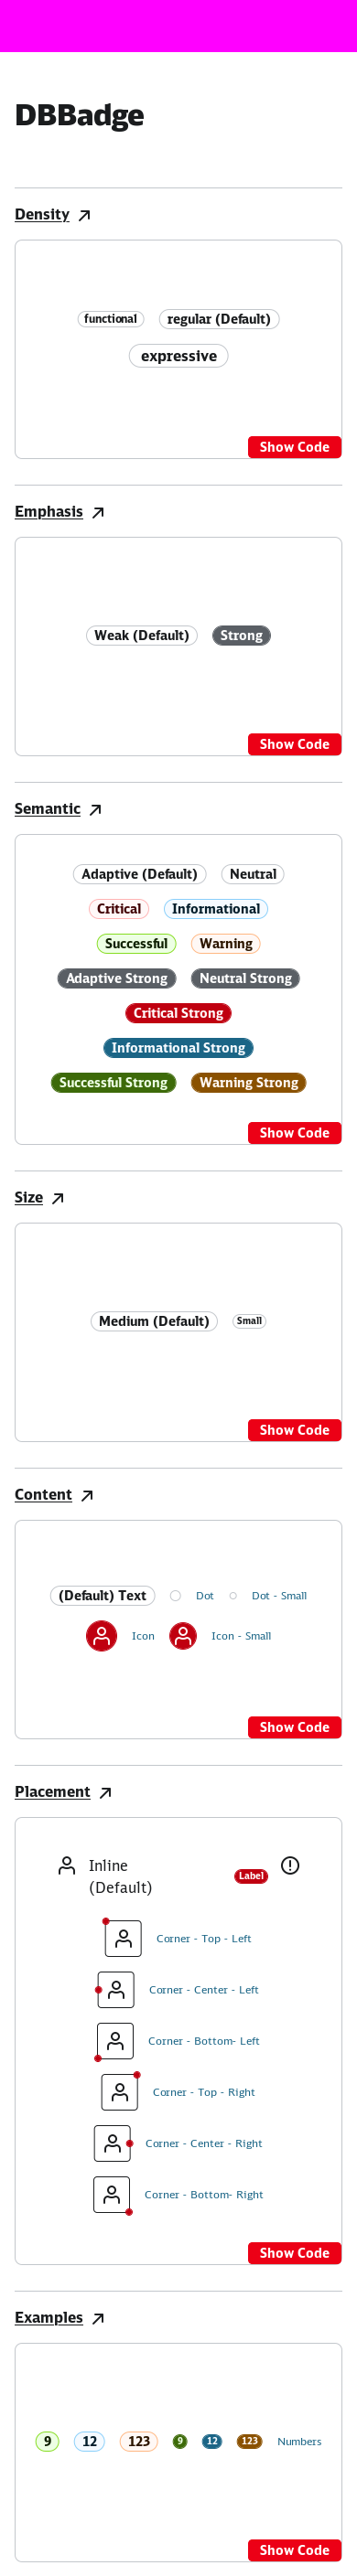 DBBadge
Density
functional regular (Default)
expressive
Show Code
Emphasis
Weak (Default) Strong
Show Code
Semantic
Adaptive (Default) Neutral
Critical Informational
Successful Warning
Adaptive Strong Neutral Strong
Critical Strong
Informational Strong
Successful Strong Warning Strong
Show Code
Size
Medium (Default) Small
Show Code
Content
(Default) Text Dot Dot - Small
Icon Icon - Small
Show Code
Placement
Inline
(Default) Label
Corner - Top - Left
Corner - Center - Left
Corner - Bottom- Left
Corner - Top - Right
Corner - Center - Right
Corner - Bottom- Right
Show Code
Examples
9 12 123 9 12 123 Numbers
Show Code